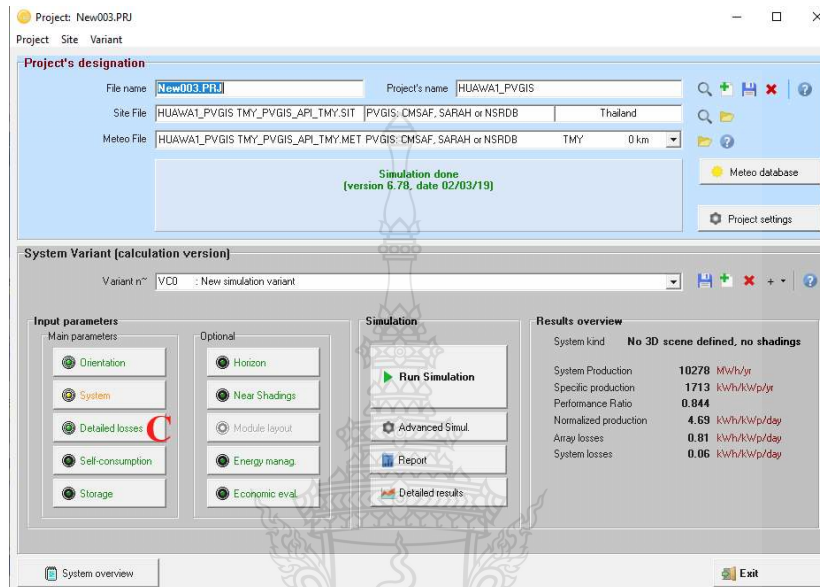 Project: New003.PRJ
Project Site Variant
Project's designation
File name New003.PRJ Project's name HUAWA1_PVGIS
Site File HUAWA1_PVGIS TMY_PVGIS_API_TMY.SIT PVGIS: CMSAF, SARAH or NSRDB Thailand
Meteo File HUAWA1_PVGIS TMY_PVGIS_API_TMY.MET PVGIS: CMSAF, SARAH or NSRDB TMY 0 km
Simulation done
(version 6.78, date 02/03/19)
Meteo database
Project settings
System Variant (calculation version)
Variant n~ VC0 : New simulation variant
Input parameters
Main parameters
Orientation
System
Detailed losses C
Self-consumption
Storage
Optional
Horizon
Near Shadings
Module layout
Energy manag.
Economic eval.
Simulation
Run Simulation
Advanced Simul.
Report
Detailed results
Results overview
System kind No 3D scene defined, no shadings
System Production 10278 MWh/yr
Specific production 1713 kWh/kWp/yr
Performance Ratio 0.844
Normalized production 4.69 kWh/kWp/day
Array losses 0.81 kWh/kWp/day
System losses 0.06 kWh/kWp/day
System overview
Exit